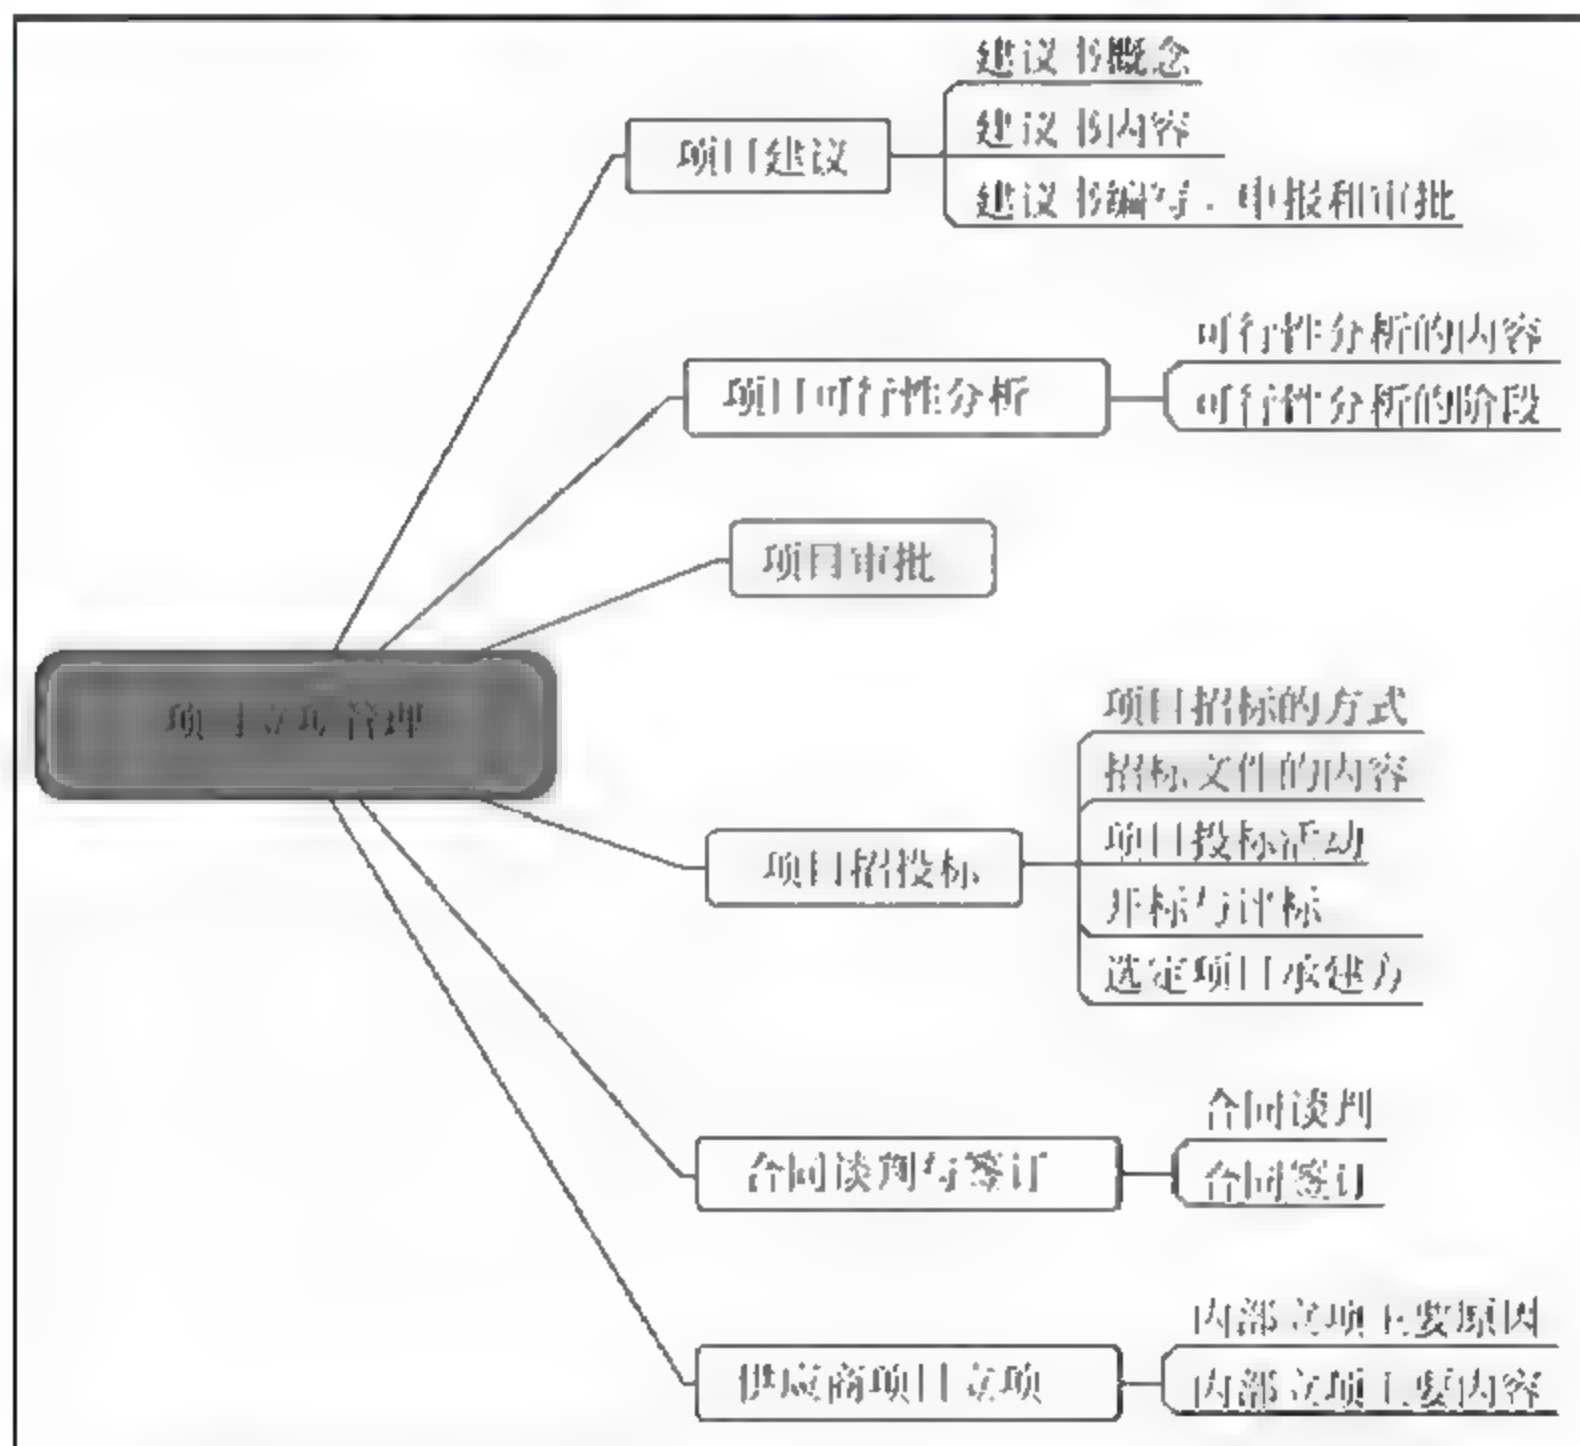 建议书概念
项目建议
建议书内容
建议书编写、申报和审批
可行性分析的内容
项目可行性分析
可行性分析的阶段
项目审批
项目立项管理
项目招标的方式
招标文件的内容
项目招投标
项目投标活动
开标与评标
选定项目承建方
合同谈判
合同谈判与签订
合同签订
内部立项主要原因
供应商项目立项
内部立项主要内容